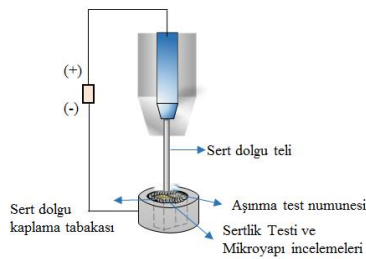 (+)
(-)
Sert dolgu teli
Sert dolgu
kaplama tabakası
Aşınma test numunesi
Sertlik Testi ve
Mikroyapı incelemeleri